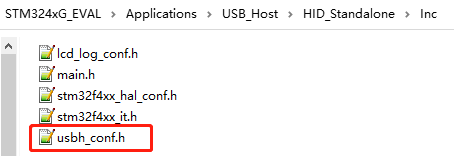 STM324xG_EVAL > Applications > USB_Host > HID_Standalone > Inc
lcd_log_conf.h
main.h
stm32f4xx_hal_conf.h
stm32f4xx_it.h
usbh_conf.h